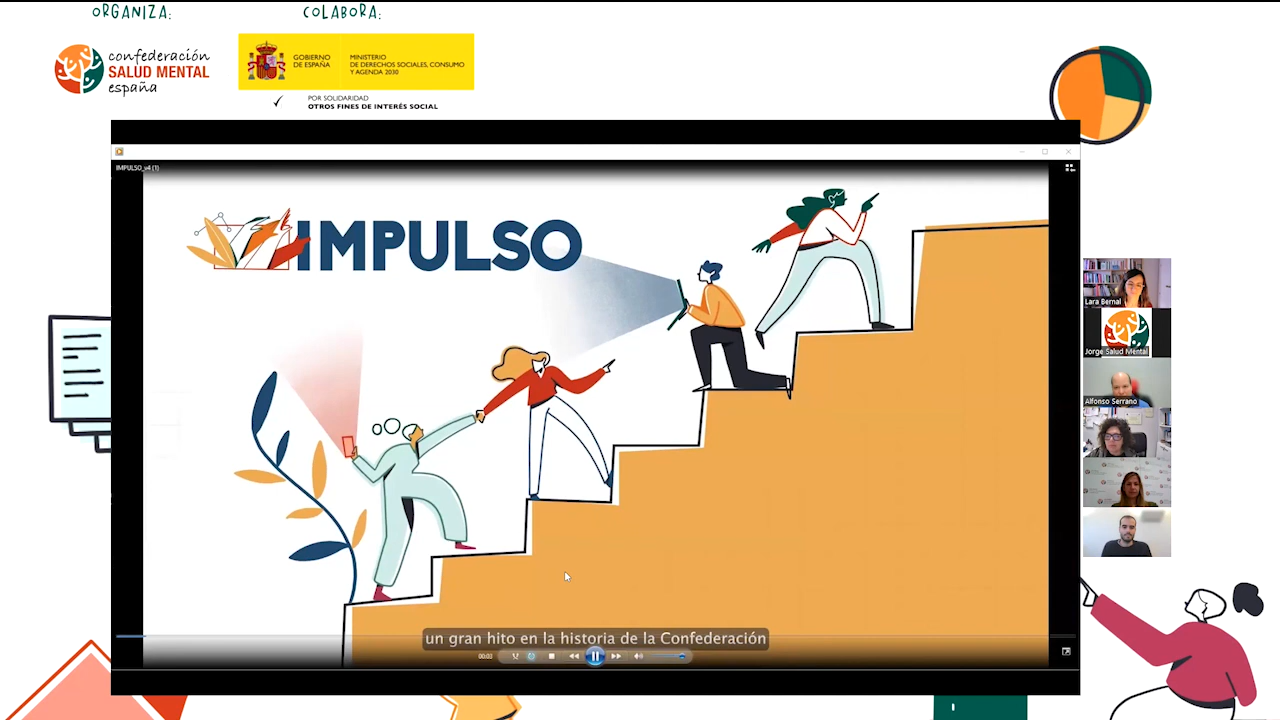 ORGANIZA:
COLABORA:
confederación
SALUD MENTAL
españa
GOBIERNO
DE ESPAÑA
MINISTERIO
DE DERECHOS SOCIALES, CONSUMO
Y AGENDA 2030
POR SOLIDARIDAD
OTROS FINES DE INTERÉS SOCIAL
IMPULSO_v4 (1)
IMPULSO
Lara Bernal
Jorge Salud Mental
Alfonso Serrano
un gran hito en la historia de la Confederación
00:03